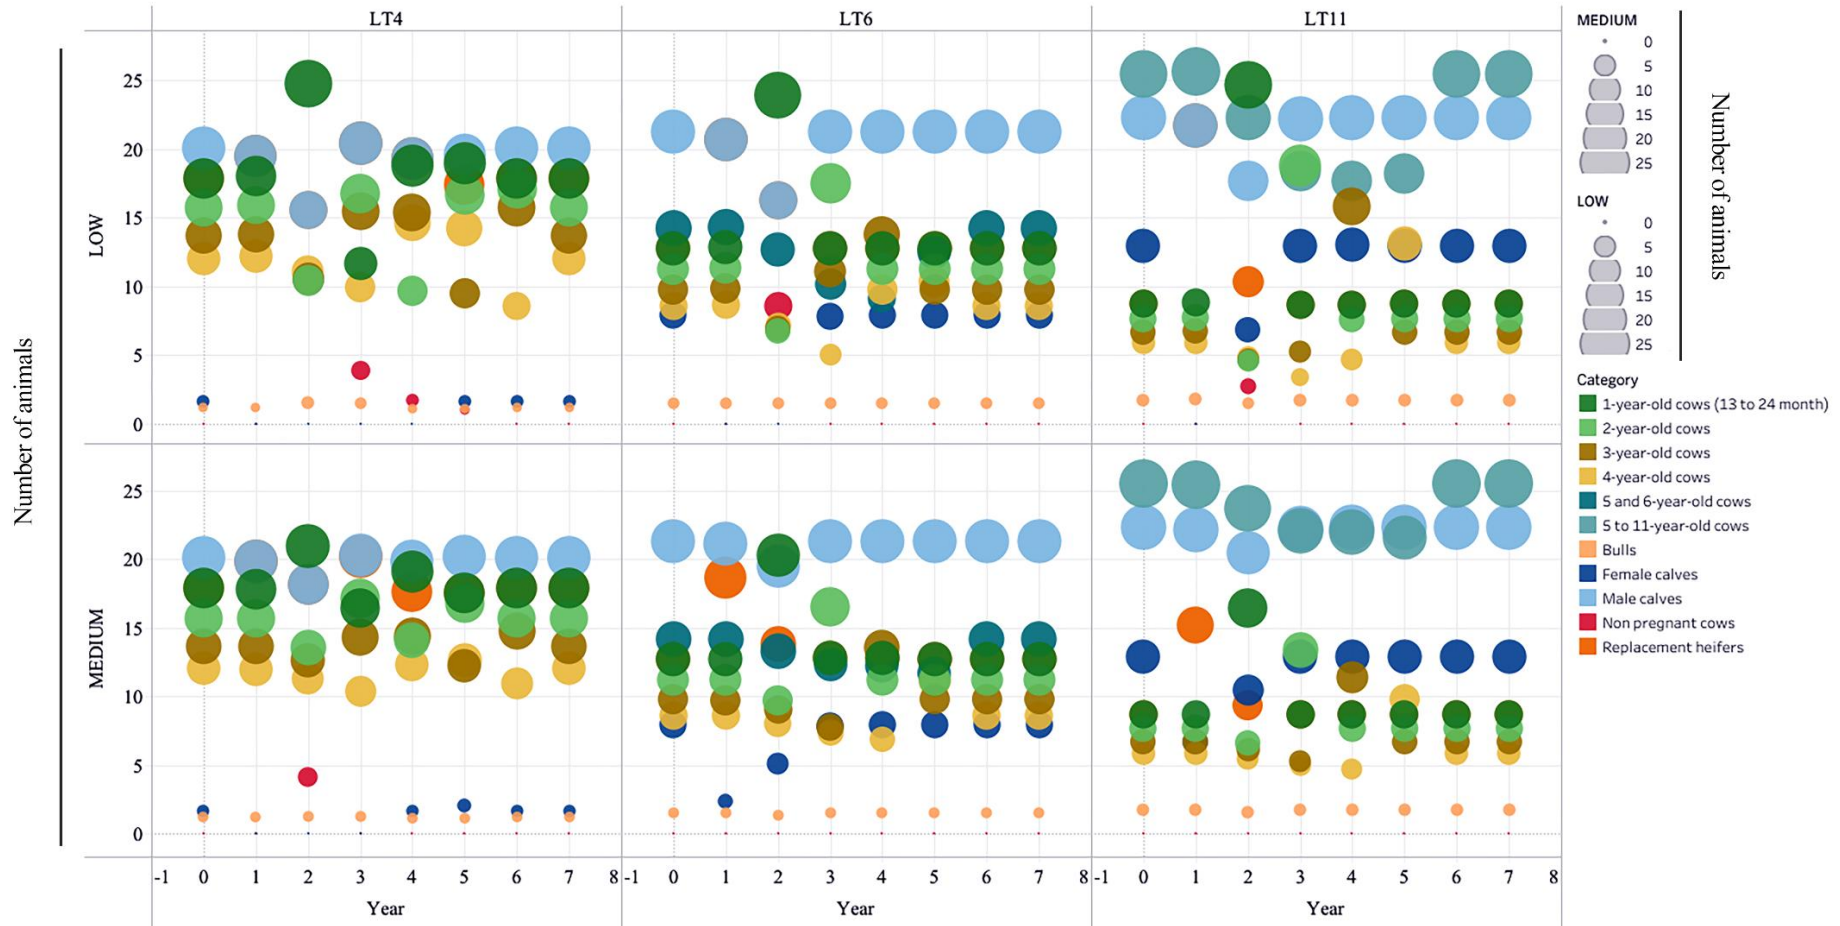 LT4 LT6 LT11
Number of animals
LOW
25
20
15
10
5
0
MEDIUM
25
20
15
10
5
0
-1 0 1 2 3 4 5 6 7 8 -1 0 1 2 3 4 5 6 7 8 -1 0 1 2 3 4 5 6 7 8
Year Year Year
MEDIUM
0
5
10
15
20
25
LOW
0
5
10
15
20
25
Number of animals
Category
1-year-old cows (13 to 24 month)
2-year-old cows
3-year-old cows
4-year-old cows
5 and 6-year-old cows
5 to 11-year-old cows
Bulls
Female calves
Male calves
Non pregnant cows
Replacement heifers